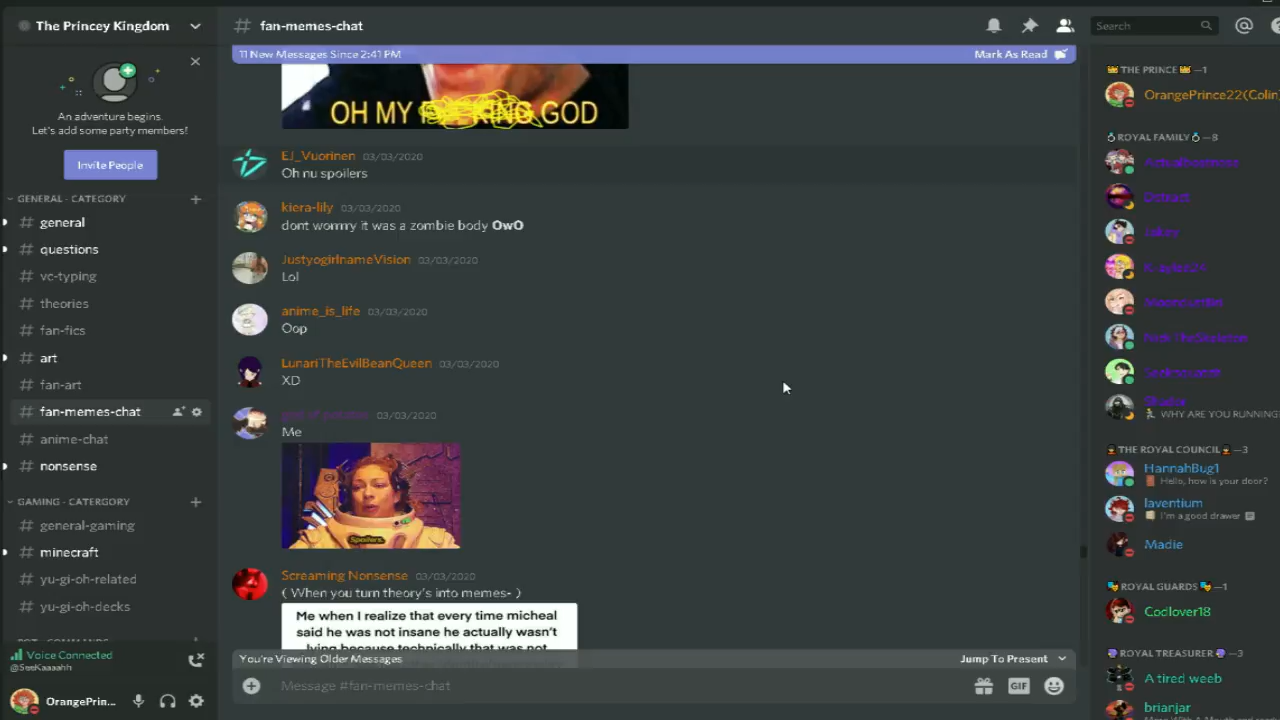 The Princey Kingdom
# fan-memes-chat
Search
11 New Messages Since 2:41 PM
Mark As Read
An adventure begins.
Let's add some party members!
Invite People
GENERAL - CATEGORY
# general
# questions
# vc-typing
# theories
# fan-fics
# art
# fan-art
# fan-memes-chat
# anime-chat
# nonsense
GAMING - CATERGORY
# general-gaming
# minecraft
# yu-gi-oh-related
# yu-gi-oh-decks
Voice Connected
@SeeKaaaahh
OrangePrin...
OH MY GOD
EJ_Vuorinen 03/03/2020
Oh nu spoilers
kiera-lily 03/03/2020
dont worrry it was a zombie body OwO
JustyogirlnameVision 03/03/2020
Lol
anime_is_life 03/03/2020
Oop
LunariTheEvilBeanQueen 03/03/2020
XD
03/03/2020
Me
Spoilers.
Screaming Nonsense 03/03/2020
( When you turn theory's into memes- )
Me when I realize that every time micheal
said he was not insane he actually wasn't
lying because technically that was not
You're Viewing Older Messages
Jump To Present
Message #fan-memes-chat
GIF
THE PRINCE —1
OrangePrince22(Colin)
ROYAL FAMILY —8
WHY ARE YOU RUNNING
THE ROYAL COUNCIL —3
HannahBug1
Hello, how is your door?
laventium
I'm a good drawer
Madie
ROYAL GUARDS —1
Codlover18
ROYAL TREASURER —3
A tired weeb
brianjar